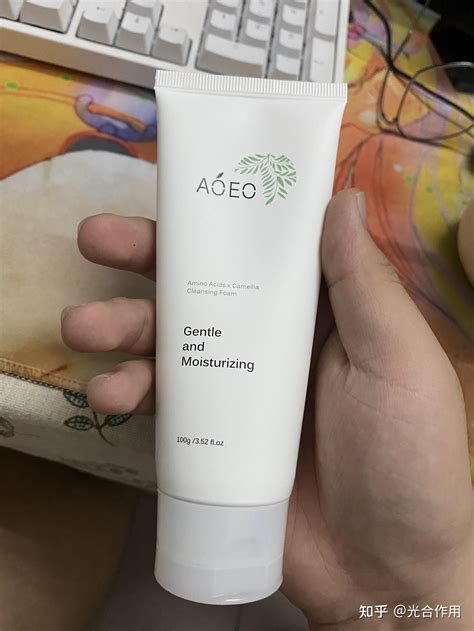 AÓEO
Amino Acids x Camellia
Cleansing Foam
Gentle
and
Moisturizing
100g /3.52 fl.oz
知乎 @光合作用